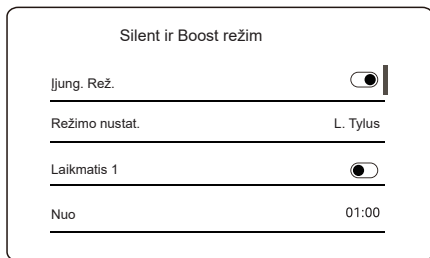 Silent ir Boost režim
Įjung. Rež.
Režimo nustat. L. Tylus
Laikmatis 1
Nuo 01:00